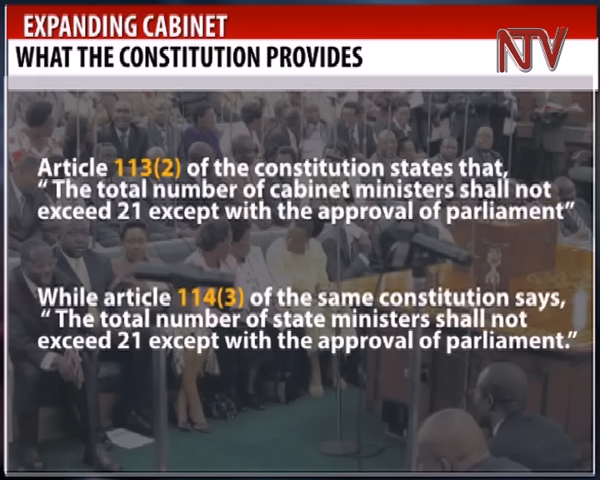 EXPANDING CABINET
NTV
WHAT THE CONSTITUTION PROVIDES
Article 113(2) of the constitution states that,
“ The total number of cabinet ministers shall not
exceed 21 except with the approval of parliament”
While article 114(3) of the same constitution says,
“ The total number of state ministers shall not
exceed 21 except with the approval of parliament.”